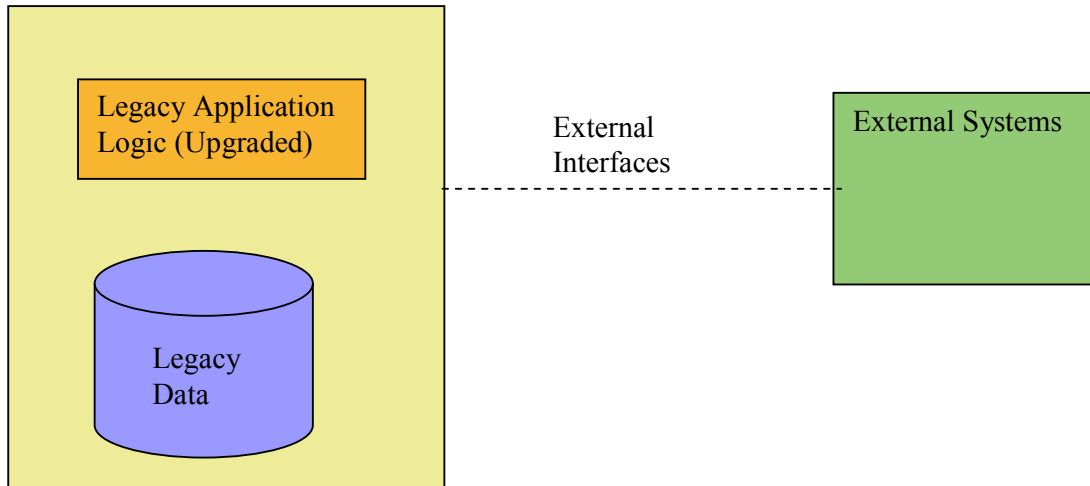 Legacy Application
Logic (Upgraded)
External
Interfaces
External Systems
Legacy
Data